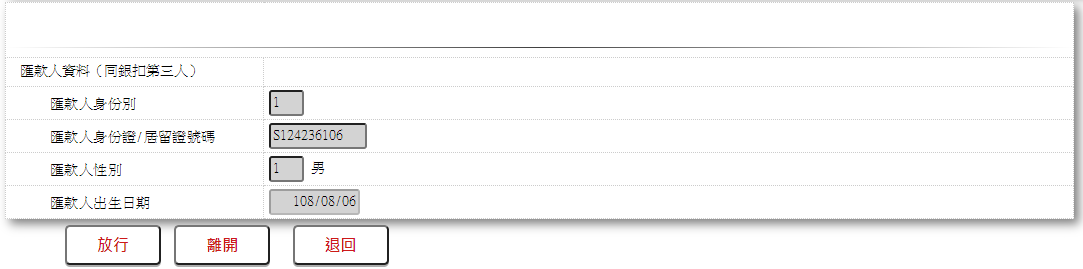 匯款人資料（同銀扣第三人）
匯款人身份別 1
匯款人身份證/居留證號碼 S124236106
匯款人性別 1 男
匯款人出生日期 108/08/06
放行 離開 退回